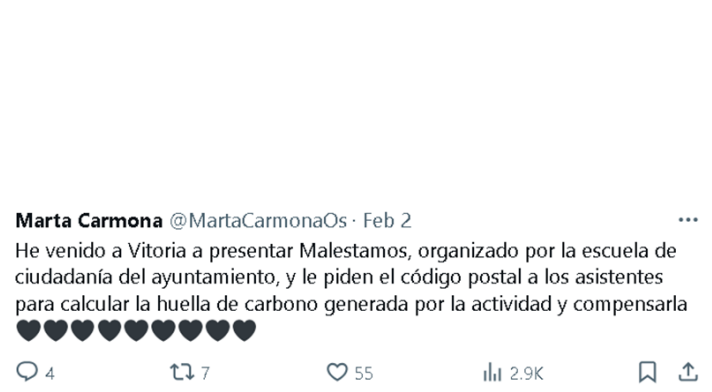 Marta Carmona @MartaCarmonaOs · Feb 2
He venido a Vitoria a presentar Malestamos, organizado por la escuela de
ciudadanía del ayuntamiento, y le piden el código postal a los asistentes
para calcular la huella de carbono generada por la actividad y compensarla
🖤🖤🖤🖤🖤🖤🖤🖤🖤
4 7 55 2.9K